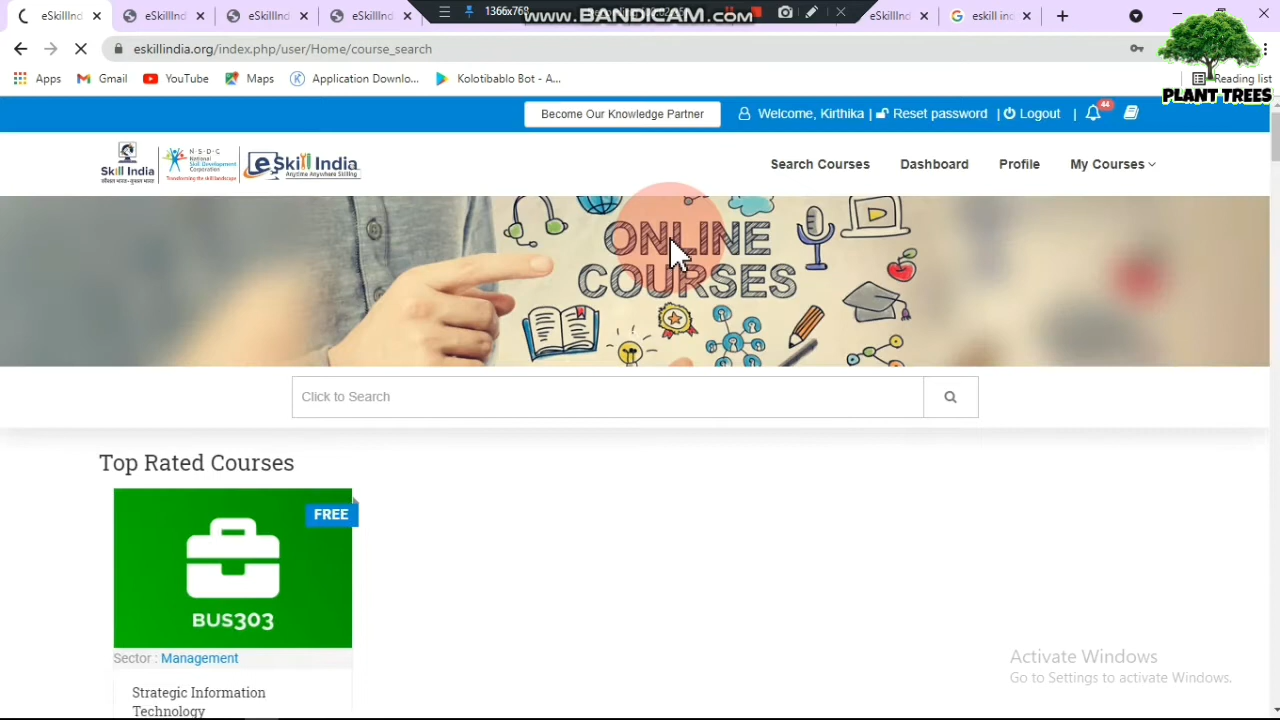 eSkillInd
eSkillInd
eSkillInd
eSkillInd
1366x768
www.BANDICAM.com
eSkillInd
eskill ind
eskillindia.org/index.php/user/Home/course_search
Apps
Gmail
YouTube
Maps
Application Downlo...
Kolotibablo Bot - A...
Reading list
PLANT TREES
Become Our Knowledge Partner
Welcome, Kirthika |
Reset password
|
Logout
|
44
Skill India
कौशल भारत-कुशल भारत
N·S·D·C
National
Skill Development
Corporation
Transforming the skill landscape
eSkill India
Anytime Anywhere Skilling
Search Courses
Dashboard
Profile
My Courses
ONLINE
COURSES
Click to Search
Top Rated Courses
FREE
BUS303
Sector : Management
Strategic Information
Technology
Activate Windows
Go to Settings to activate Windows.